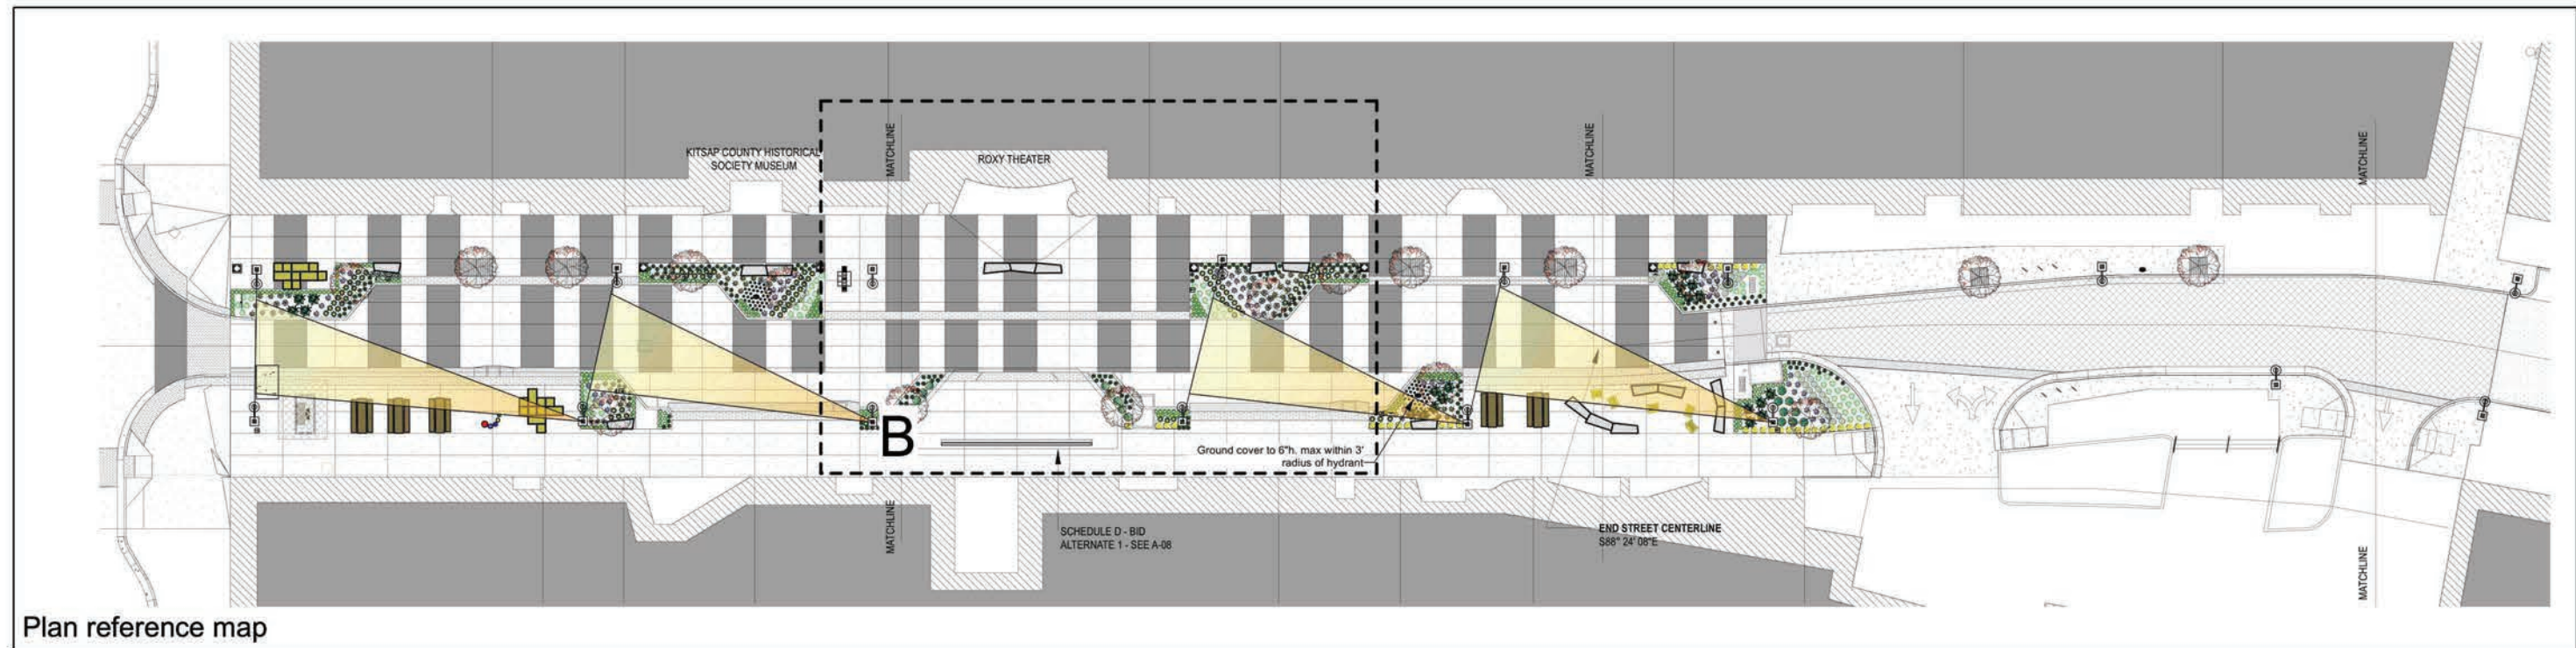 KITSAP COUNTY HISTORICAL
SOCIETY MUSEUM
MATCHLINE
ROXY THEATER
MATCHLINE
MATCHLINE
B
Ground cover to 6"h. max within 3'
radius of hydrant
MATCHLINE
SCHEDULE D - BID
ALTERNATE 1 - SEE A-08
END STREET CENTERLINE
S88° 24' 08"E
MATCHLINE
Plan reference map